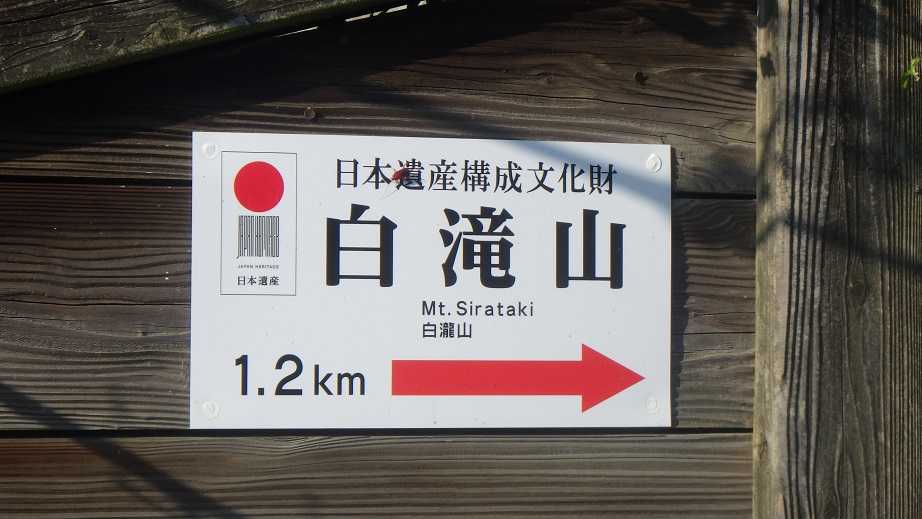 日本遺産構成文化財
白滝山
Mt. Sirataki
白瀧山
1.2km
JAPAN HERITAGE
日本遺産